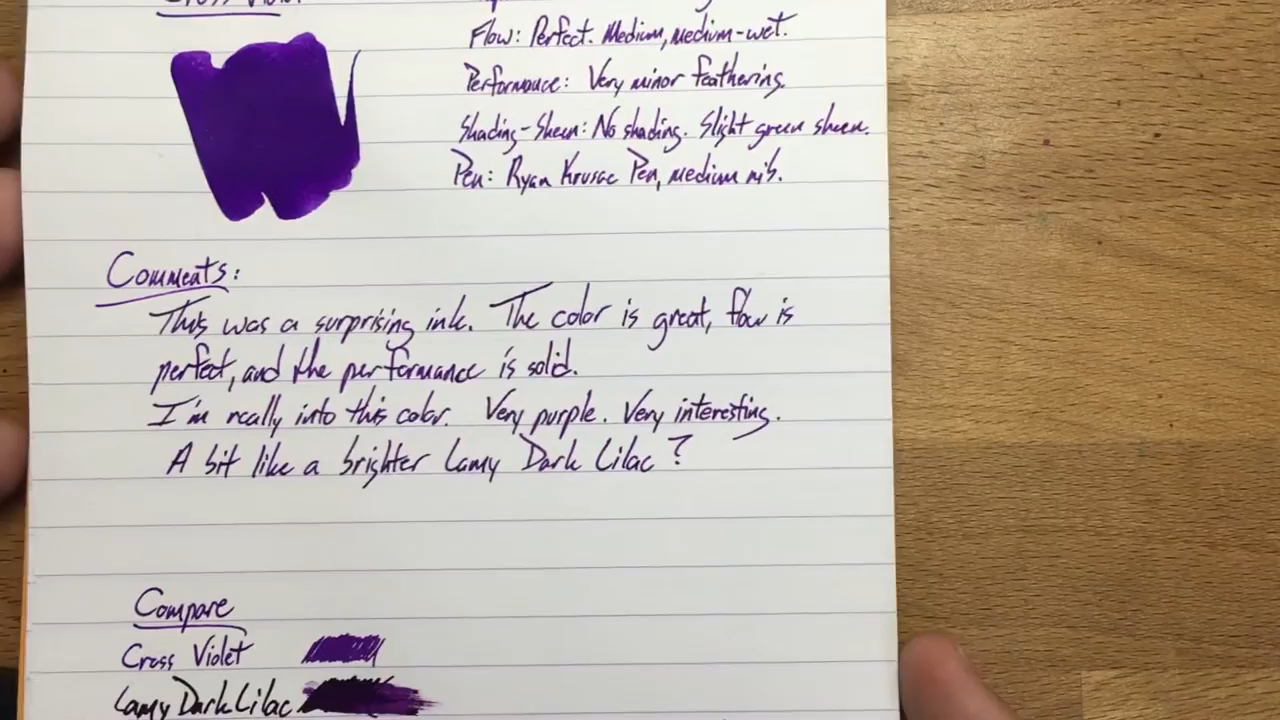 Cross Violet
Flow: Perfect. Medium, medium-wet.
Performance: Very minor feathering.
Shading-Sheen: No shading. Slight green sheen.
Pen: Ryan Krusac Pen, medium nib.
Comments:
This was a surprising ink. The color is great, flow is
perfect, and the performance is solid.
I'm really into this color. Very purple. Very interesting.
A bit like a brighter Lamy Dark Lilac?
Compare
Cross Violet
Lamy Dark Lilac